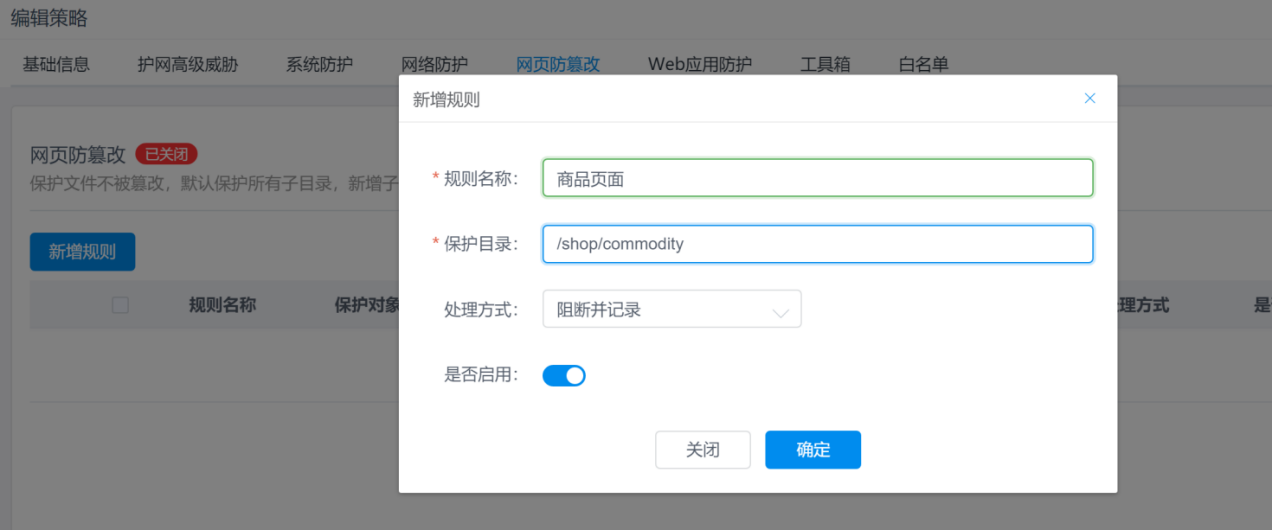 编辑策略
基础信息 护网高级威胁 系统防护 网络防护 网页防篡改 Web应用防护 工具箱 白名单
新增规则
网页防篡改 已关闭
保护文件不被篡改，默认保护所有子目录，新增子
* 规则名称： 商品页面
* 保护目录： /shop/commodity
新增规则
规则名称 保护对象 理方式 是
处理方式： 阻断并记录
是否启用：
关闭 确定